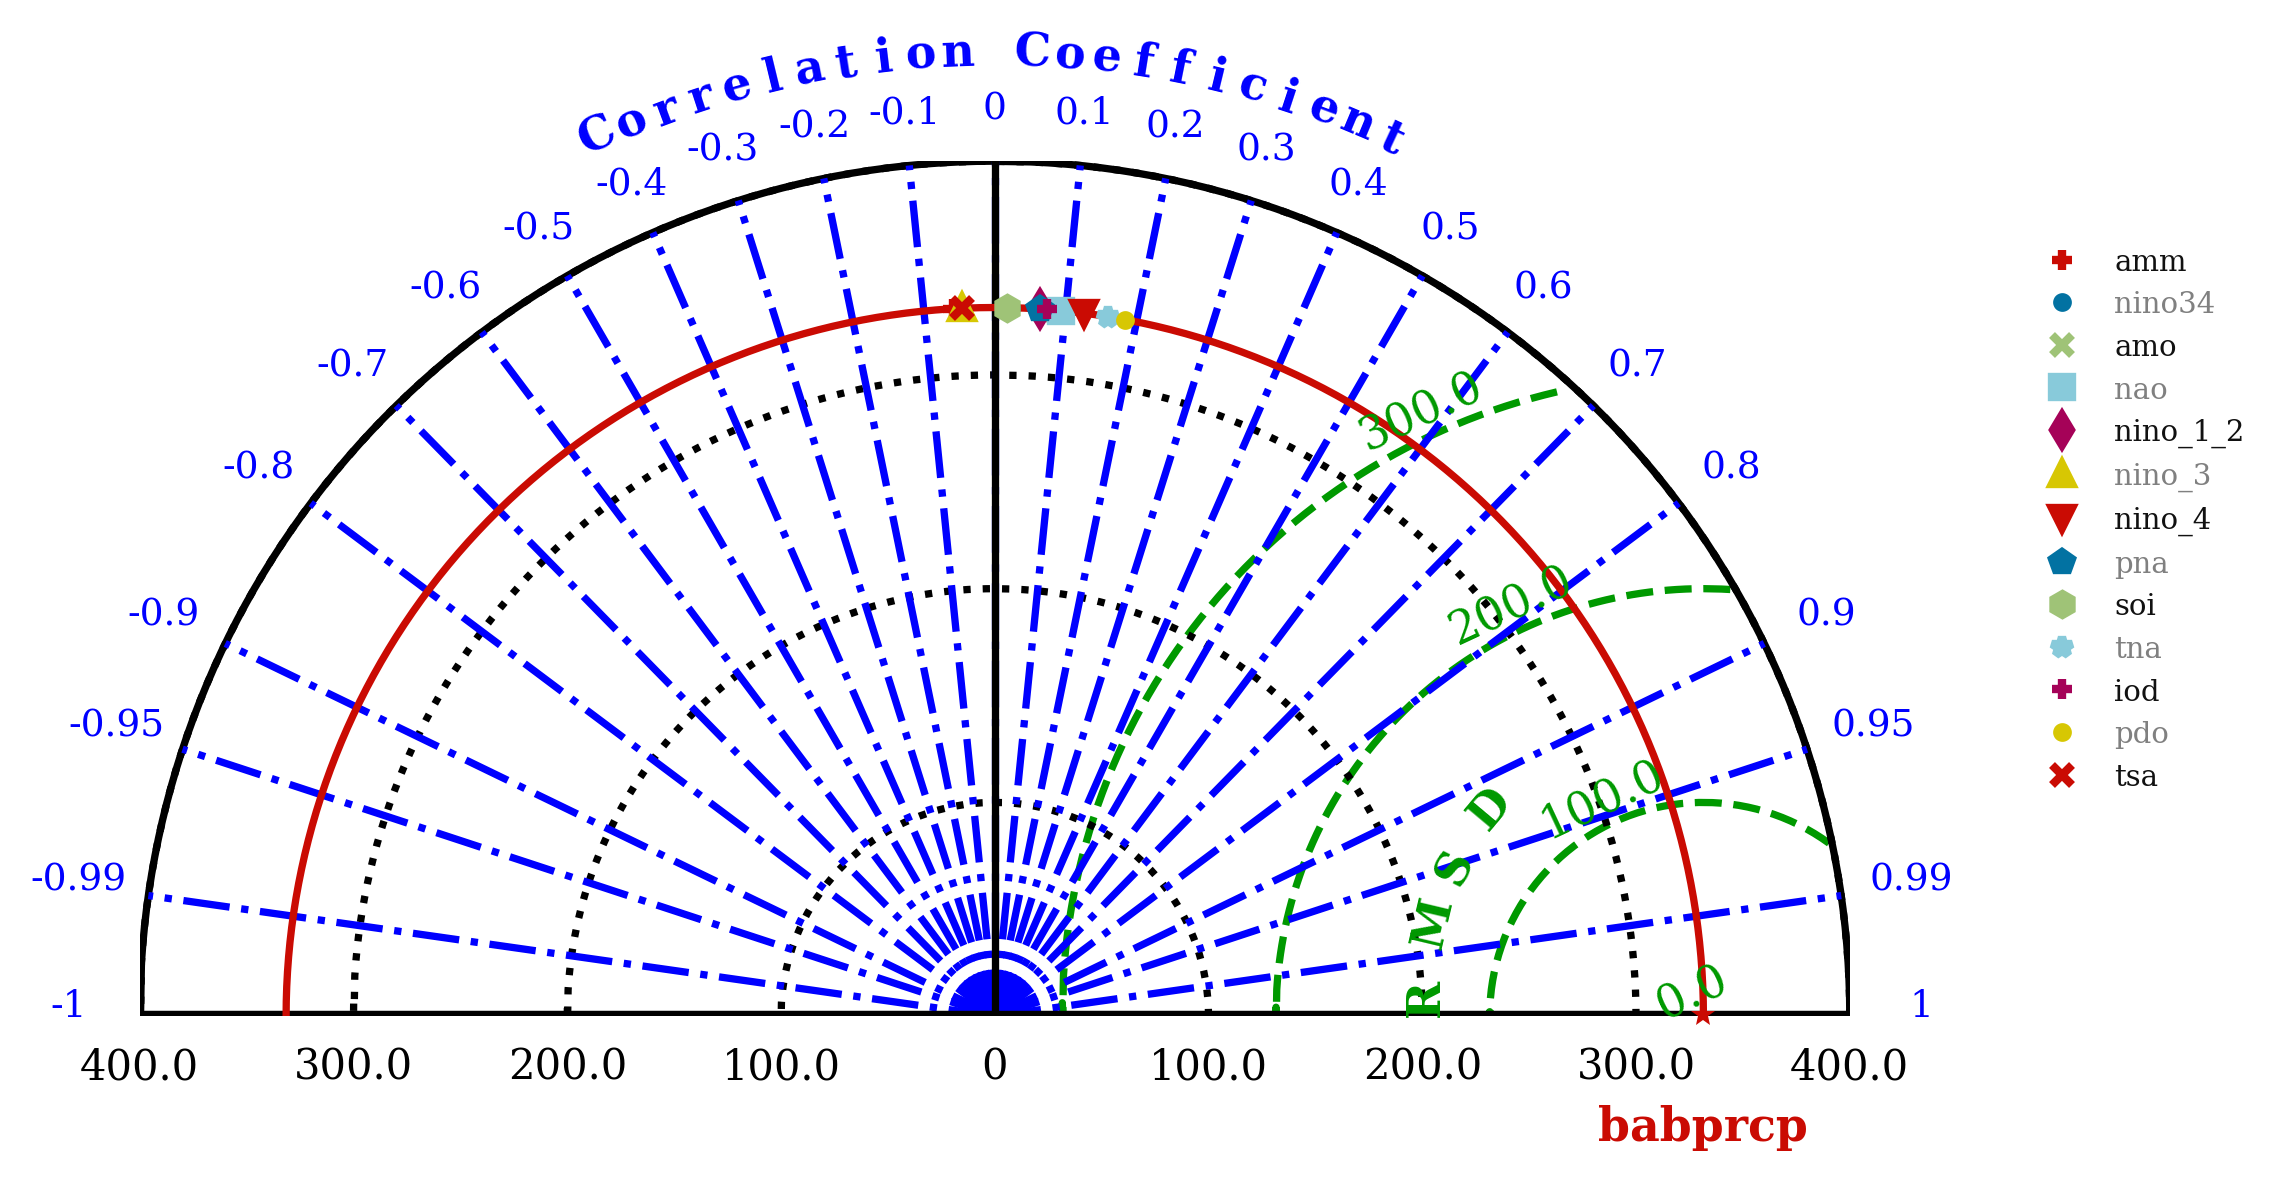 Correlation Coefficient
-1
-0.99
-0.95
-0.9
-0.8
-0.7
-0.6
-0.5
-0.4
-0.3
-0.2
-0.1
0
0.1
0.2
0.3
0.4
0.5
0.6
0.7
0.8
0.9
0.95
0.99
1
300.0
200.0
100.0
0.0
RMSD
400.0 300.0 200.0 100.0 0 100.0 200.0 300.0 400.0
babprcp
amm
nino34
amo
nao
nino_1_2
nino_3
nino_4
pna
soi
tna
iod
pdo
tsa